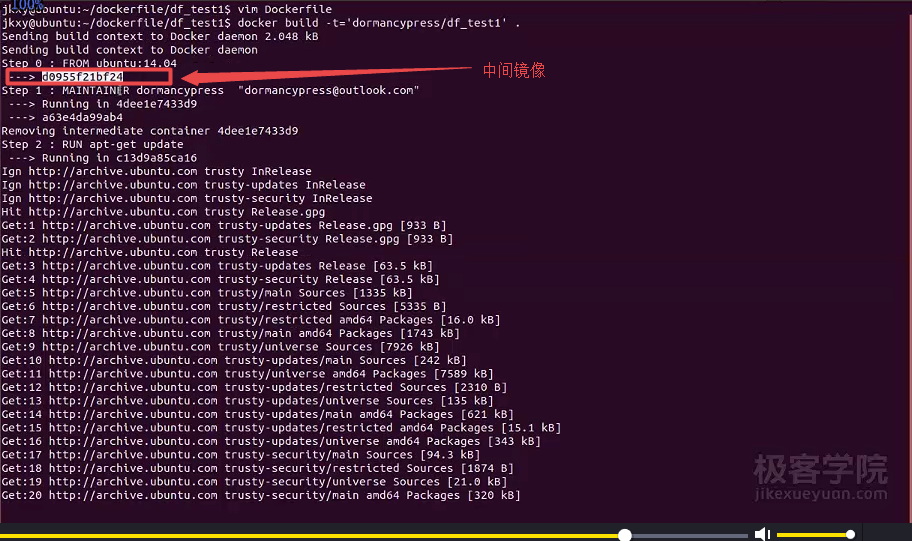 100%
jkxy@ubuntu:~/dockerfile/df_test1$ vim Dockerfile
jkxy@ubuntu:~/dockerfile/df_test1$ docker build -t='dormancypress/df_test1' .
Sending build context to Docker daemon 2.048 kB
Sending build context to Docker daemon
Step 0 : FROM ubuntu:14.04
---> d0955f21bf24
中间镜像
Step 1 : MAINTAINER dormancypress "dormancypress@outlook.com"
---> Running in 4dee1e7433d9
---> a63e4da99ab4
Removing intermediate container 4dee1e7433d9
Step 2 : RUN apt-get update
---> Running in c13d9a85ca16
Ign http://archive.ubuntu.com trusty InRelease
Ign http://archive.ubuntu.com trusty-updates InRelease
Ign http://archive.ubuntu.com trusty-security InRelease
Hit http://archive.ubuntu.com trusty Release.gpg
Get:1 http://archive.ubuntu.com trusty-updates Release.gpg [933 B]
Get:2 http://archive.ubuntu.com trusty-security Release.gpg [933 B]
Hit http://archive.ubuntu.com trusty Release
Get:3 http://archive.ubuntu.com trusty-updates Release [63.5 kB]
Get:4 http://archive.ubuntu.com trusty-security Release [63.5 kB]
Get:5 http://archive.ubuntu.com trusty/main Sources [1335 kB]
Get:6 http://archive.ubuntu.com trusty/restricted Sources [5335 B]
Get:7 http://archive.ubuntu.com trusty/restricted amd64 Packages [16.0 kB]
Get:8 http://archive.ubuntu.com trusty/main amd64 Packages [1743 kB]
Get:9 http://archive.ubuntu.com trusty/universe Sources [7926 kB]
Get:10 http://archive.ubuntu.com trusty-updates/main Sources [242 kB]
Get:11 http://archive.ubuntu.com trusty/universe amd64 Packages [7589 kB]
Get:12 http://archive.ubuntu.com trusty-updates/restricted Sources [2310 B]
Get:13 http://archive.ubuntu.com trusty-updates/universe Sources [135 kB]
Get:14 http://archive.ubuntu.com trusty-updates/main amd64 Packages [621 kB]
Get:15 http://archive.ubuntu.com trusty-updates/restricted amd64 Packages [15.1 kB]
Get:16 http://archive.ubuntu.com trusty-updates/universe amd64 Packages [343 kB]
Get:17 http://archive.ubuntu.com trusty-security/main Sources [94.3 kB]
Get:18 http://archive.ubuntu.com trusty-security/restricted Sources [1874 B]
Get:19 http://archive.ubuntu.com trusty-security/universe Sources [21.0 kB]
Get:20 http://archive.ubuntu.com trusty-security/main amd64 Packages [320 kB]
极客学院
jikexueyuan.com